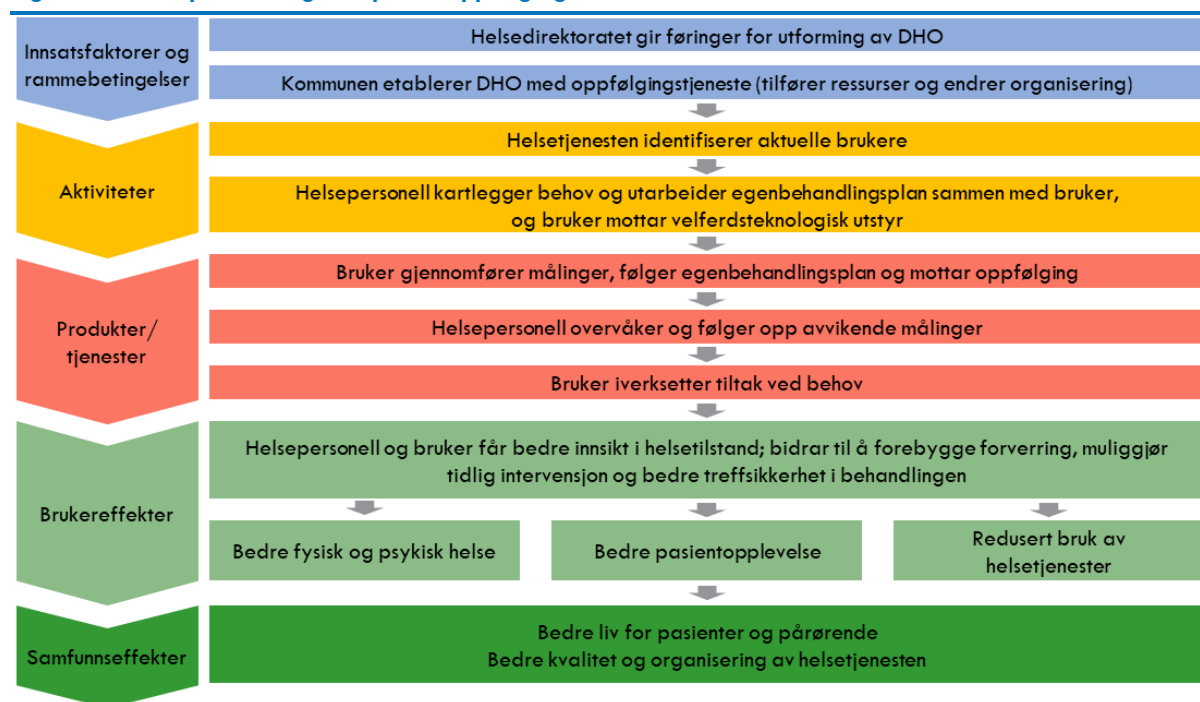 Innsatsfaktorer og
rammebetingelser
Helsedirektoratet gir føringer for utforming av DHO
Kommunen etablerer DHO med oppfølgingstjeneste (tilfører ressurser og endrer organisering)
Aktiviteter
Helsetjenesten identifiserer aktuelle brukere
Helsepersonell kartlegger behov og utarbeider egenbehandlingsplan sammen med bruker,
og bruker mottar velferdsteknologisk utstyr
Produkter/
tjenester
Bruker gjennomfører målinger, følger egenbehandlingsplan og mottar oppfølging
Helsepersonell overvåker og følger opp avvikende målinger
Bruker iverksetter tiltak ved behov
Brukereffekter
Helsepersonell og bruker får bedre innsikt i helsetilstand; bidrar til å forebygge forverring, muliggjør
tidlig intervensjon og bedre treffsikkerhet i behandlingen
Bedre fysisk og psykisk helse
Bedre pasientopplevelse
Redusert bruk av
helsetjenester
Samfunnseffekter
Bedre liv for pasienter og pårørende
Bedre kvalitet og organisering av helsetjenesten